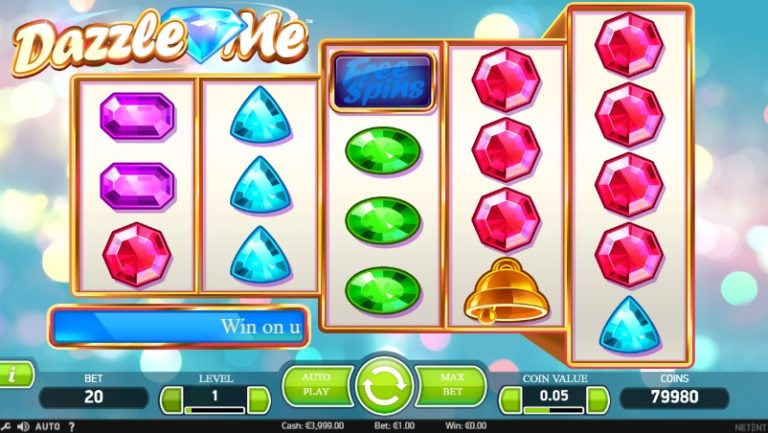 Dazzle Me™
Free
Spins
Win on u
i
BET
20
LEVEL
1
AUTO
PLAY
MAX
BET
COIN VALUE
0.05
COINS
79980
AUTO ?
Cash: €3,999.00 Bet: €1.00 Win: €0.00
NETENT